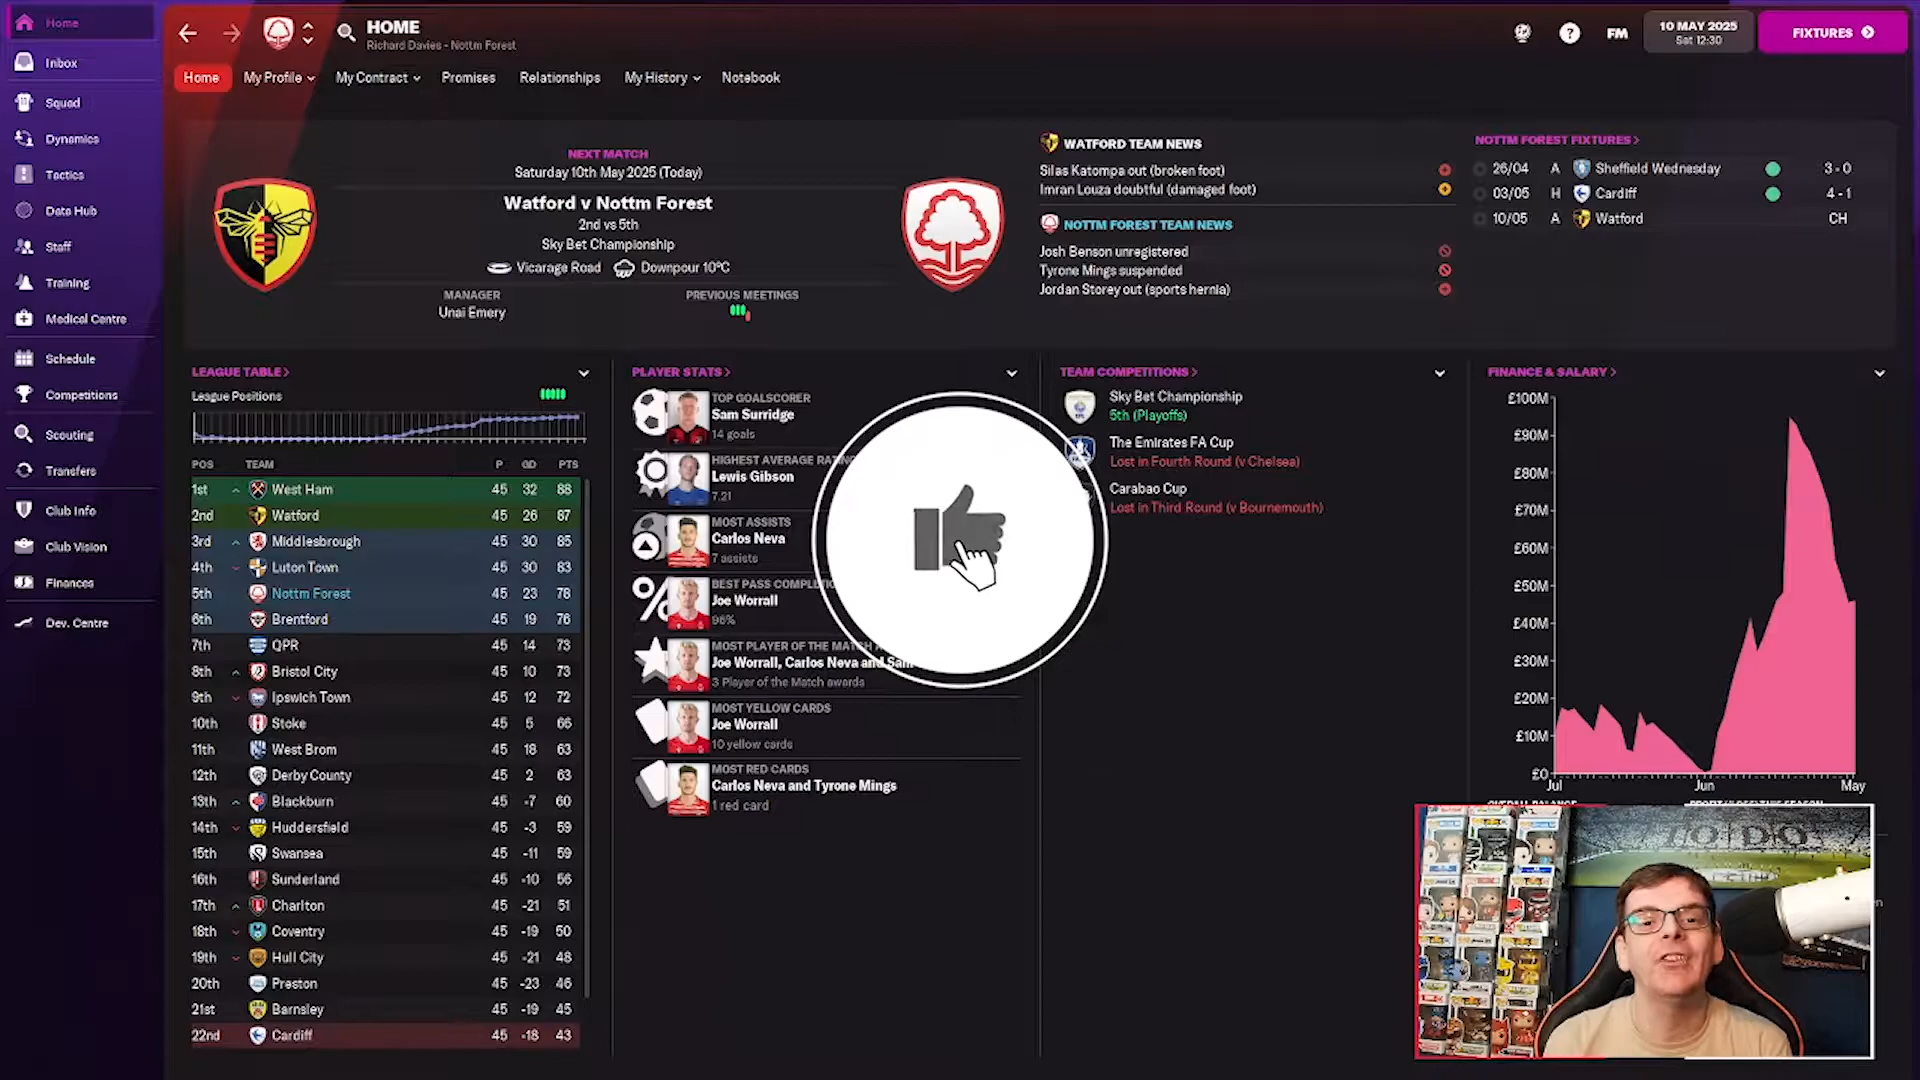 Home
Inbox
Squad
Dynamics
Tactics
Data Hub
Staff
Training
Medical Centre
Schedule
Competitions
Scouting
Transfers
Club Info
Club Vision
Finances
Dev. Centre
HOME
Richard Davies - Nottm Forest
FM
10 MAY 2025
Sat 12:30
FIXTURES
Home
My Profile
My Contract
Promises
Relationships
My History
Notebook
NEXT MATCH
Saturday 10th May 2025 (Today)
Watford v Nottm Forest
2nd vs 5th
Sky Bet Championship
Vicarage Road
Downpour 10°C
MANAGER
Unai Emery
PREVIOUS MEETINGS
WATFORD TEAM NEWS
Silas Katompa out (broken foot)
Imran Louza doubtful (damaged foot)
NOTTM FOREST TEAM NEWS
Josh Benson unregistered
Tyrone Mings suspended
Jordan Storey out (sports hernia)
NOTTM FOREST FIXTURES >
26/04 A Sheffield Wednesday 3 - 0
03/05 H Cardiff 4 - 1
10/05 A Watford CH
LEAGUE TABLE >
League Positions
POS TEAM P GD PTS
1st West Ham 45 32 88
2nd Watford 45 26 87
3rd Middlesbrough 45 30 85
4th Luton Town 45 30 83
5th Nottm Forest 45 23 78
6th Brentford 45 19 76
7th QPR 45 14 73
8th Bristol City 45 10 73
9th Ipswich Town 45 12 72
10th Stoke 45 5 66
11th West Brom 45 18 63
12th Derby County 45 2 63
13th Blackburn 45 -7 60
14th Huddersfield 45 -3 59
15th Swansea 45 -11 59
16th Sunderland 45 -10 56
17th Charlton 45 -21 51
18th Coventry 45 -19 50
19th Hull City 45 -21 48
20th Preston 45 -23 46
21st Barnsley 45 -19 45
22nd Cardiff 45 -18 43
PLAYER STATS >
TOP GOALSCORER
Sam Surridge
14 goals
HIGHEST AVERAGE RATING
Lewis Gibson
7.21
MOST ASSISTS
Carlos Neva
7 assists
BEST PASS COMPLETIO
Joe Worrall
96%
MOST PLAYER OF THE MATCH
Joe Worrall, Carlos Neva and Sam
3 Player of the Match awards
MOST YELLOW CARDS
Joe Worrall
10 yellow cards
MOST RED CARDS
Carlos Neva and Tyrone Mings
1 red card
TEAM COMPETITIONS >
Sky Bet Championship
5th (Playoffs)
The Emirates FA Cup
Lost in Fourth Round (v Chelsea)
Carabao Cup
Lost in Third Round (v Bournemouth)
FINANCE & SALARY >
£100M
£90M
£80M
£70M
£60M
£50M
£40M
£30M
£20M
£10M
£0
Jul
Jun
May